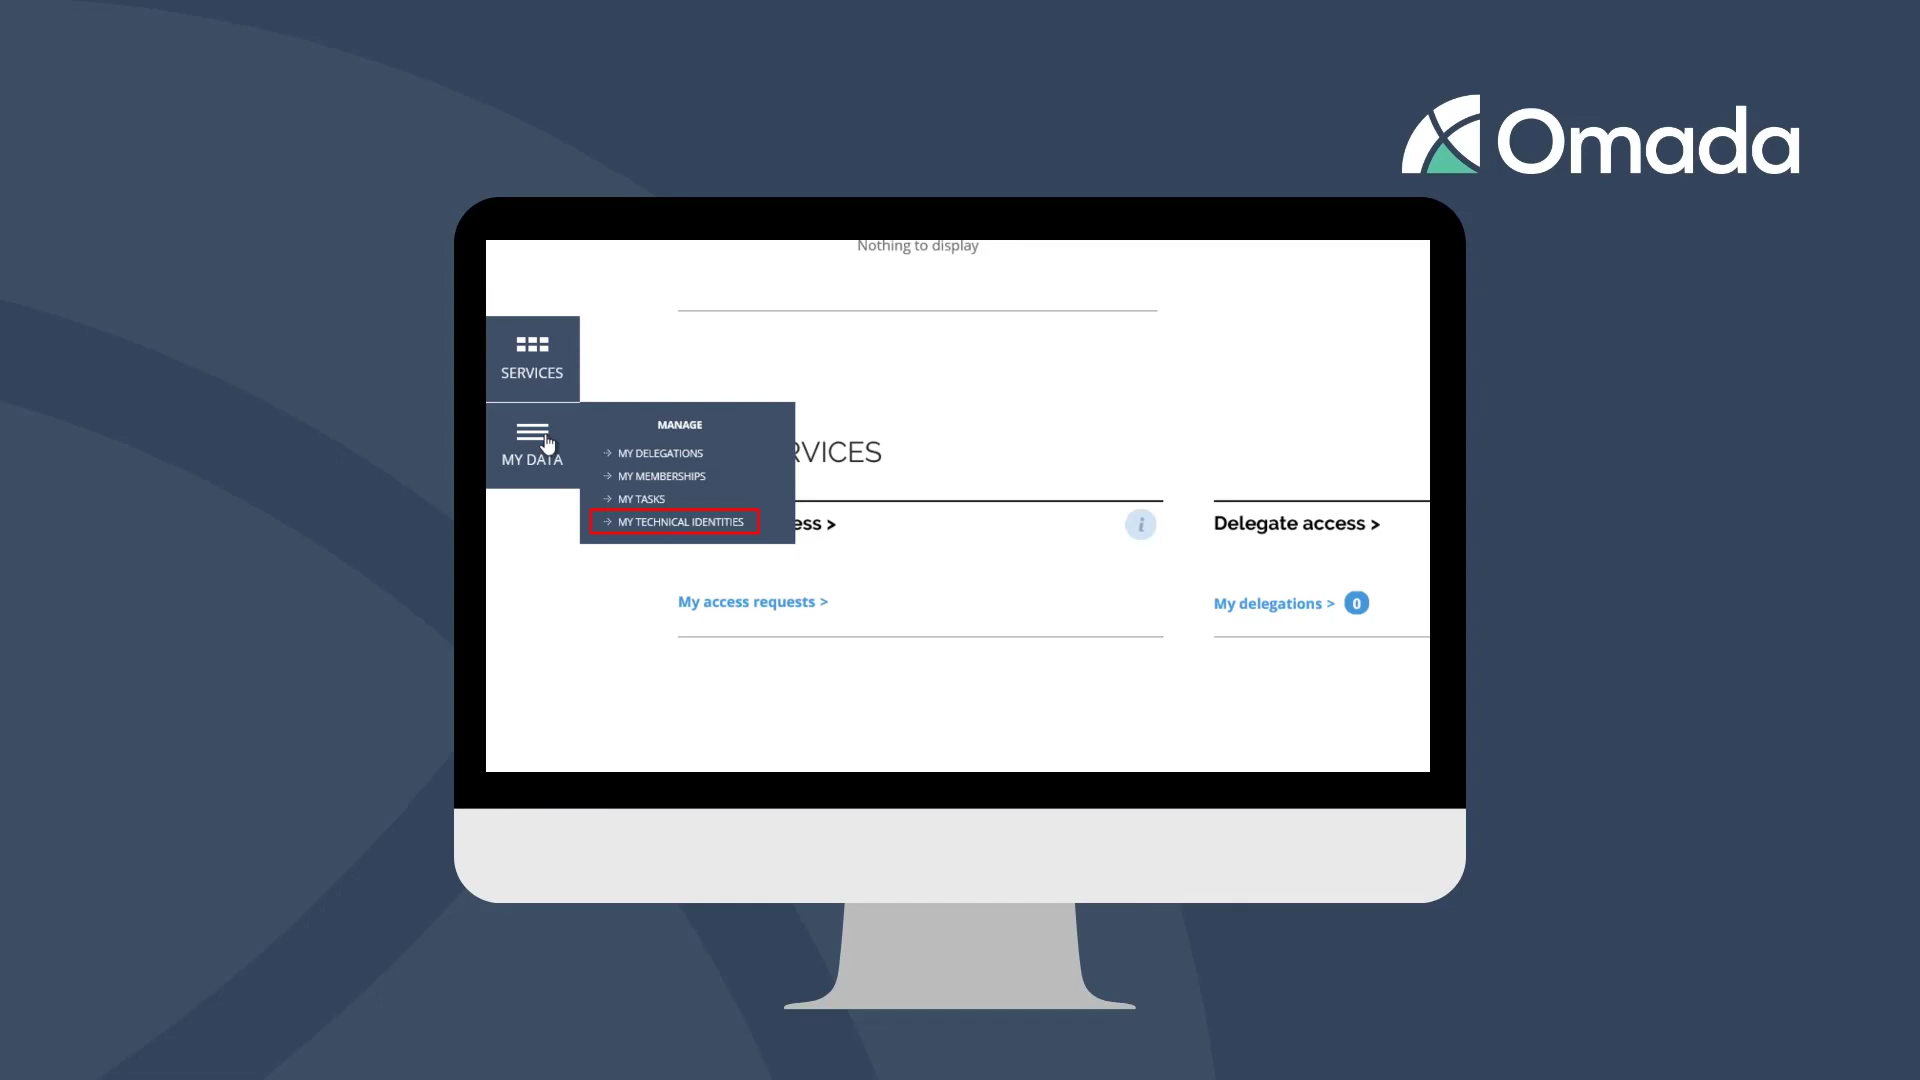 Omada
Nothing to display
SERVICES
MY DATA
MANAGE
MY DELEGATIONS
MY MEMBERSHIPS
MY TASKS
MY TECHNICAL IDENTITIES
RVICES
ess >
i
Delegate access >
My access requests >
My delegations > 0